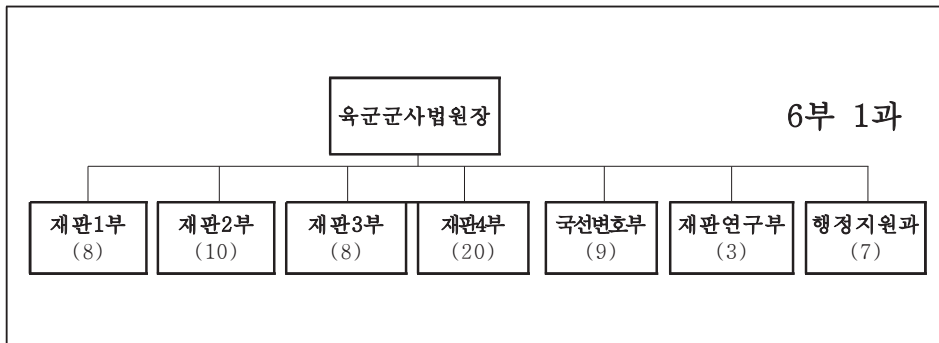 육군군사법원장
6부 1과
재판1부
(8)
재판2부
(10)
재판3부
(8)
재판4부
(20)
국선변호부
(9)
재판연구부
(3)
행정지원과
(7)